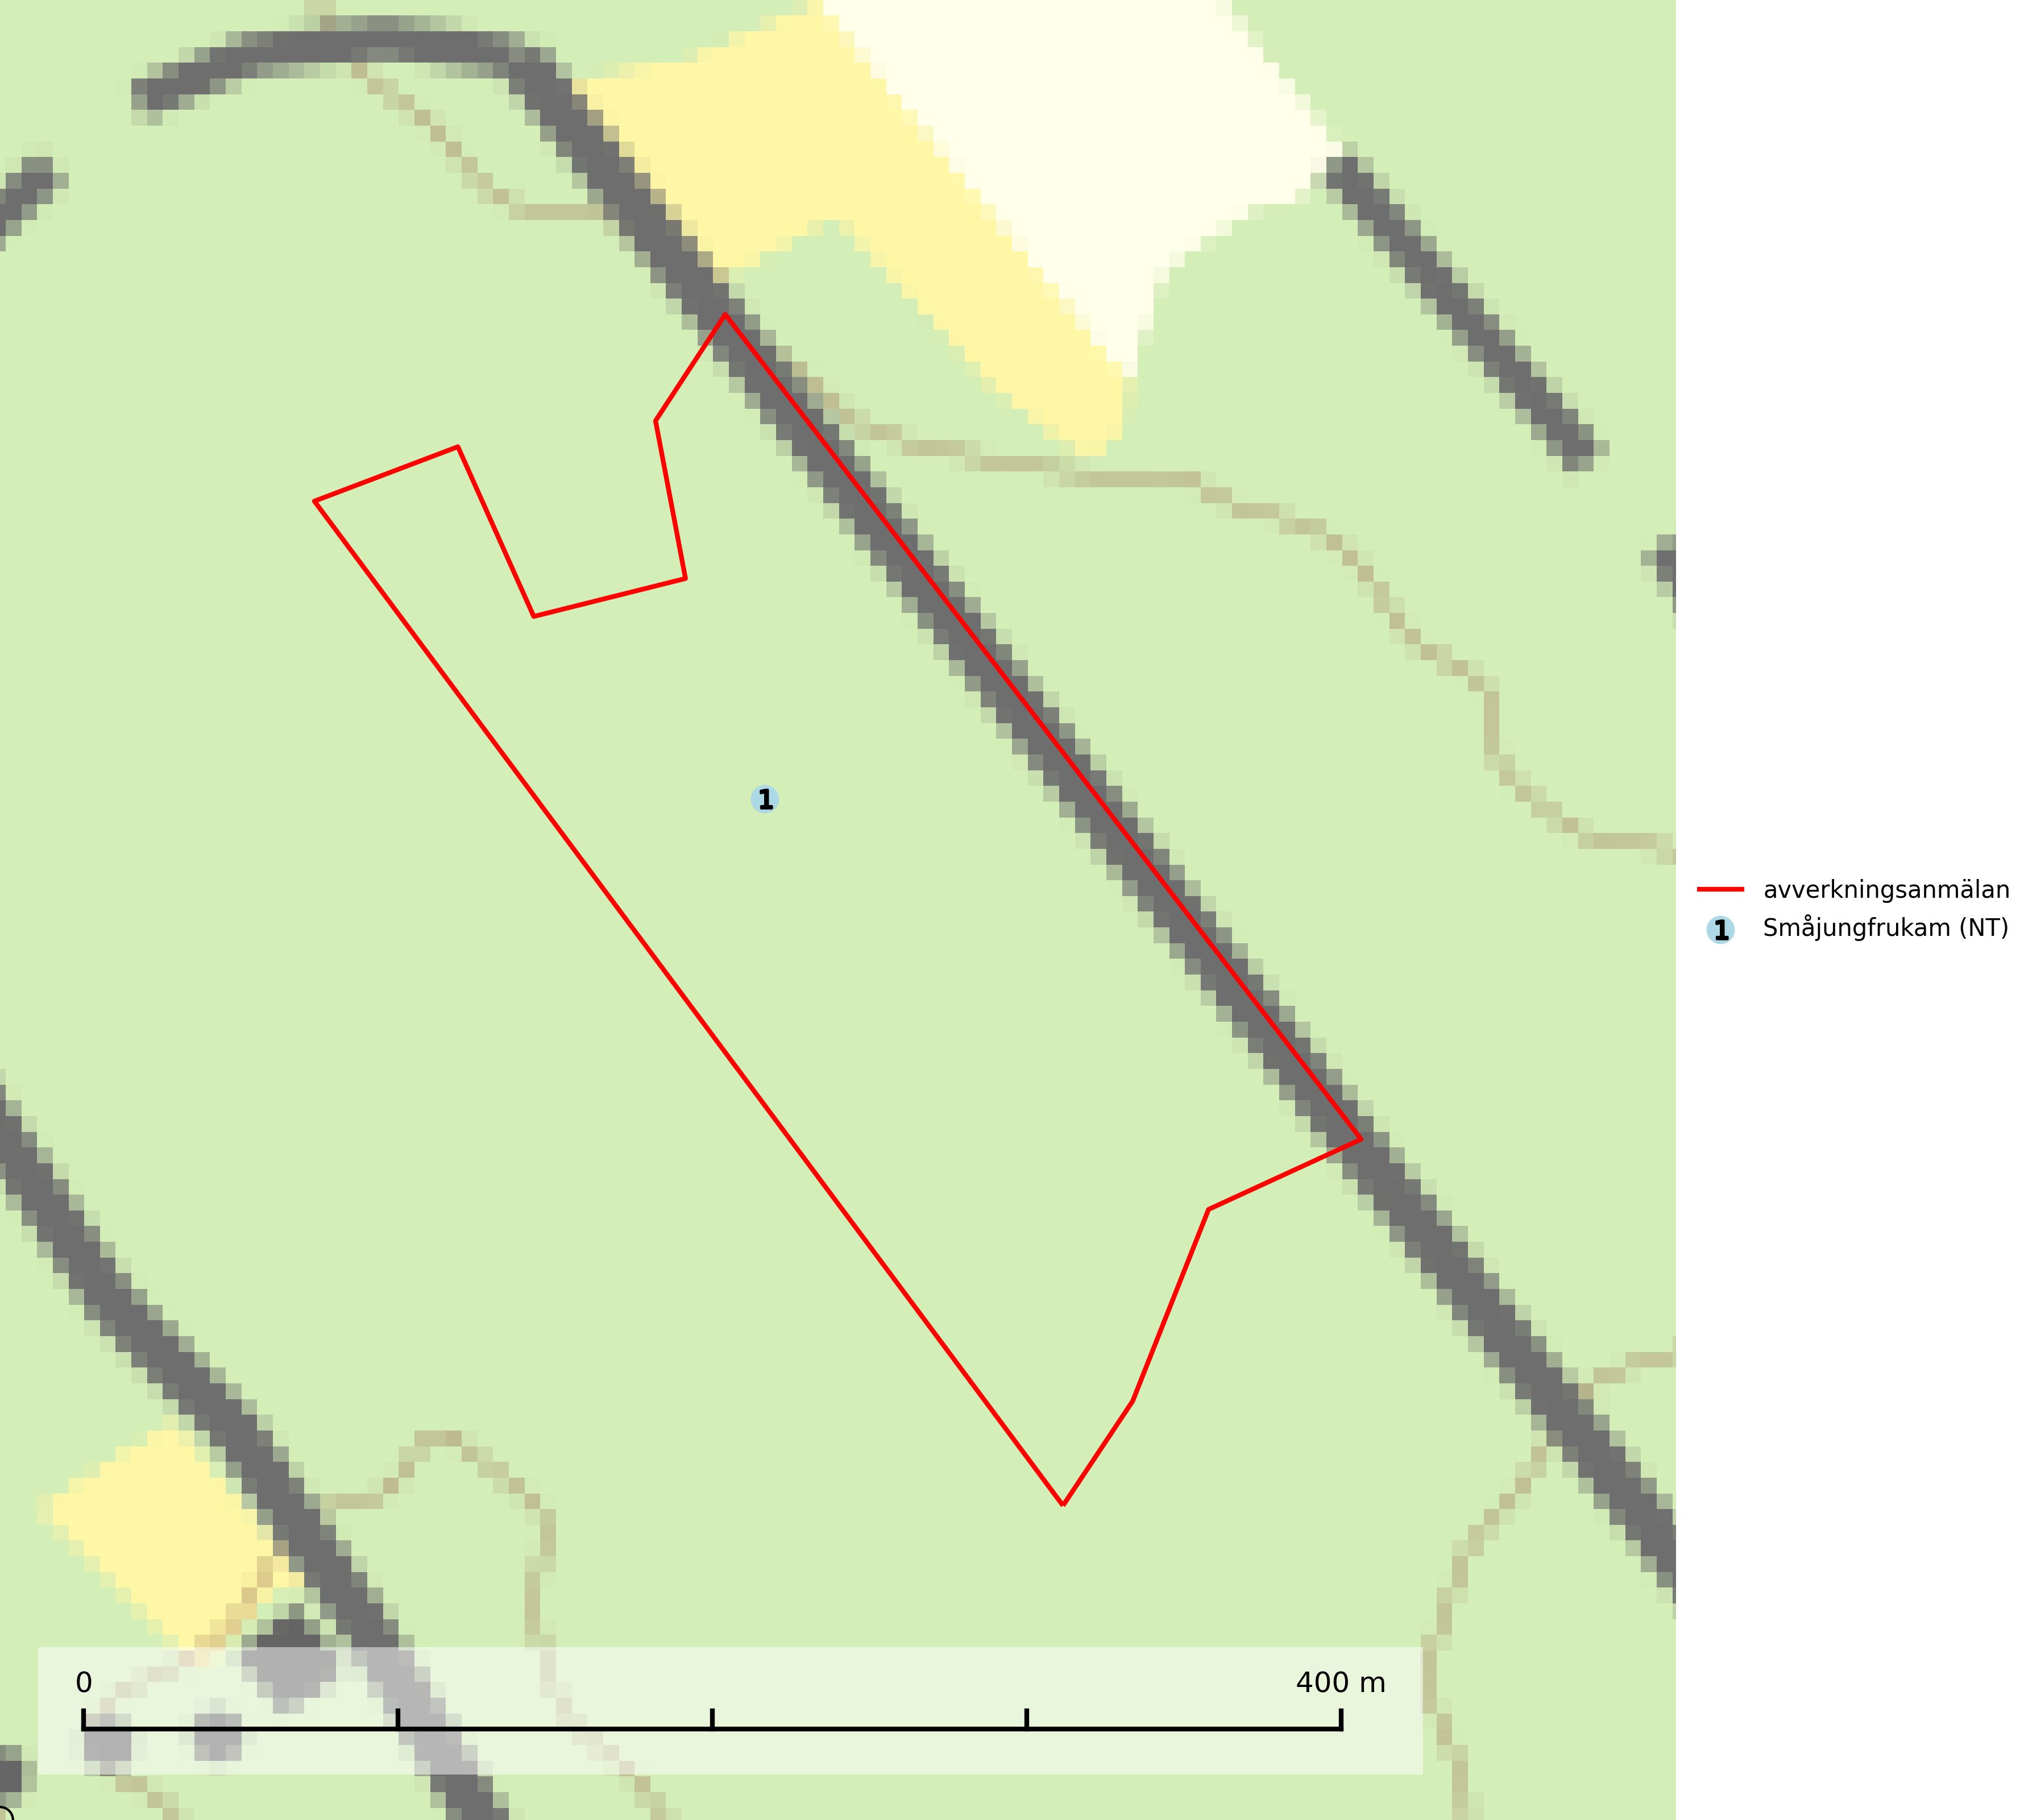 1
avverkningsanmälan
1 Småjungfrukam (NT)
0 400 m